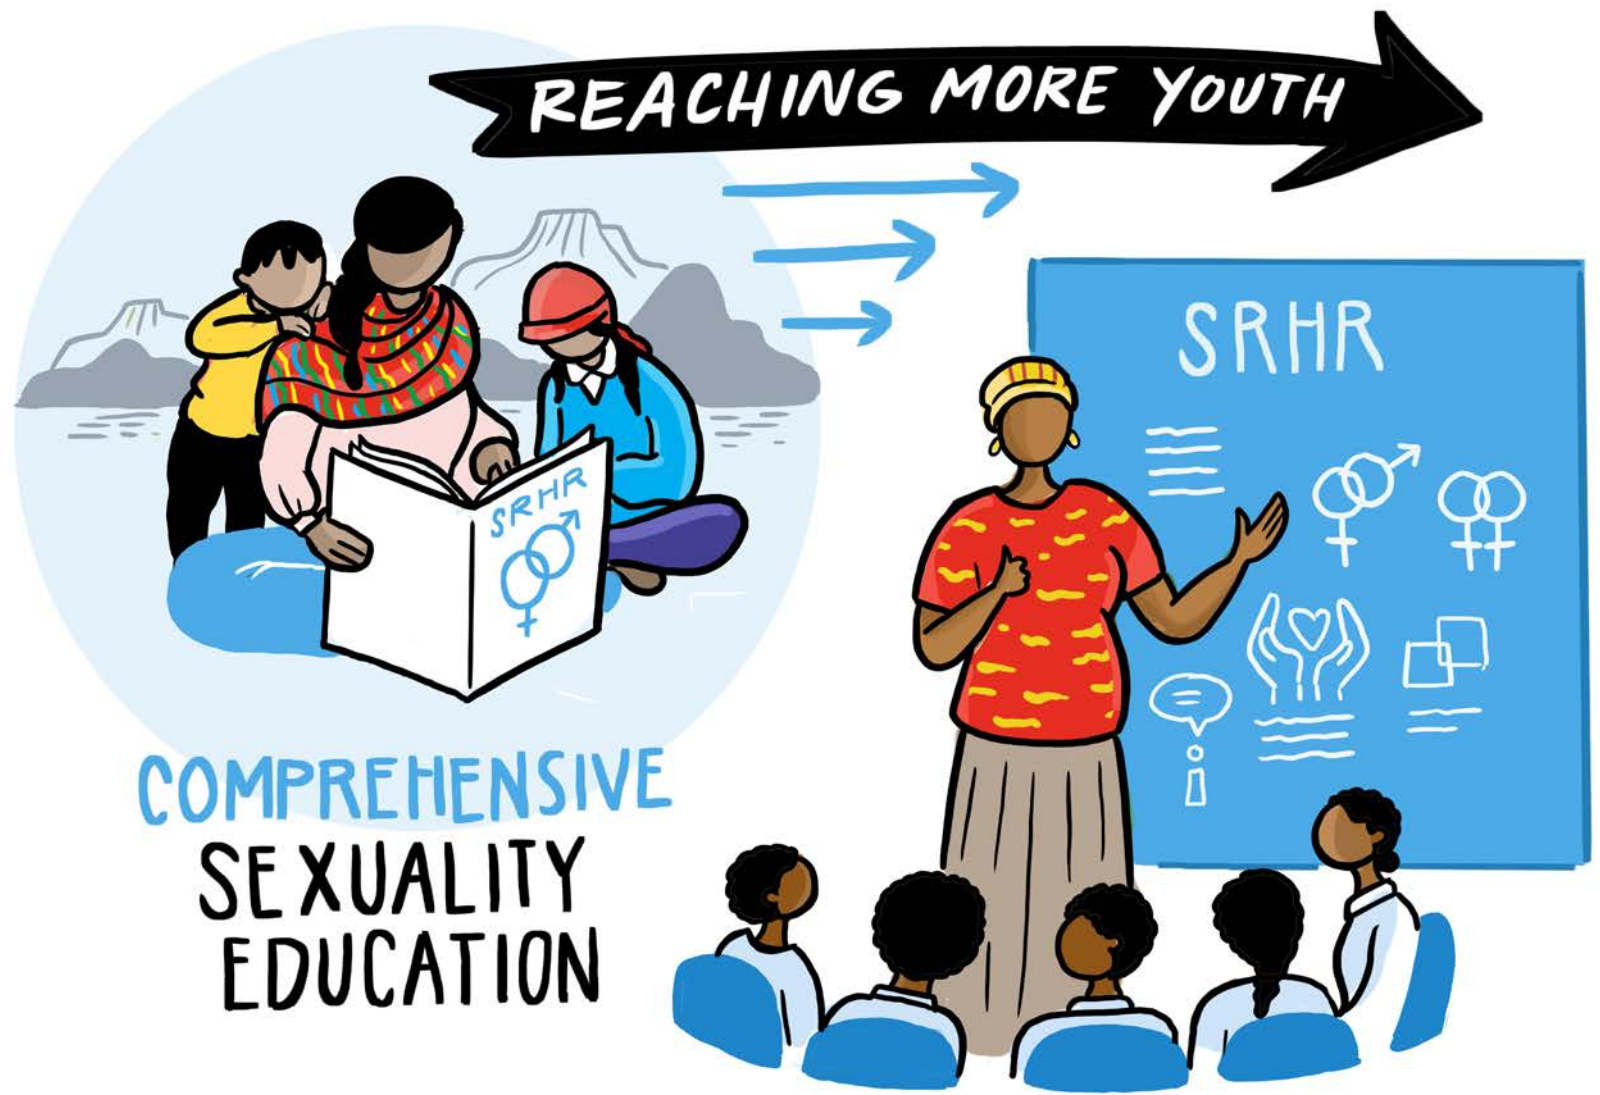 REACHING MORE YOUTH
SRHR
SRHR
COMPREHENSIVE
SEXUALITY
EDUCATION